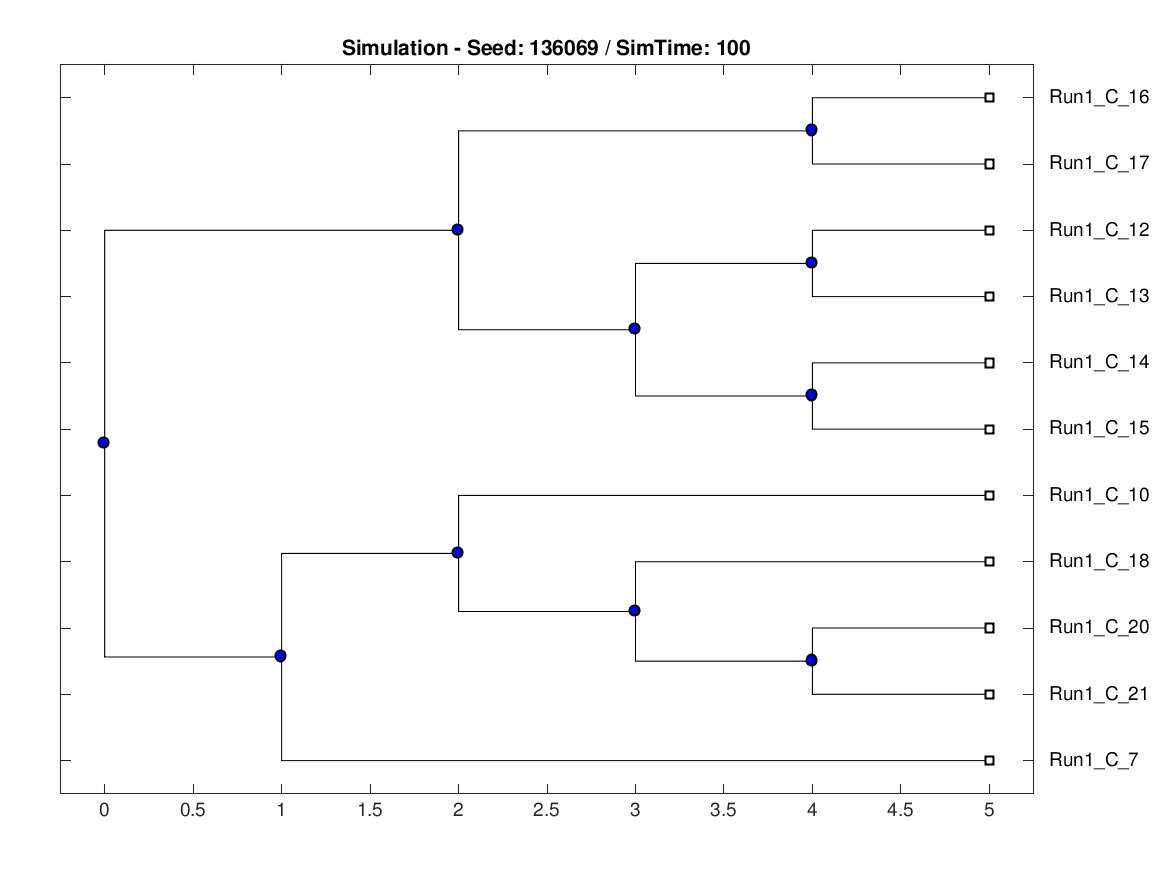 Simulation - Seed: 136069 / SimTime: 100
Run1_C_16
Run1_C_17
Run1_C_12
Run1_C_13
Run1_C_14
Run1_C_15
Run1_C_10
Run1_C_18
Run1_C_20
Run1_C_21
Run1_C_7
0 0.5 1 1.5 2 2.5 3 3.5 4 4.5 5